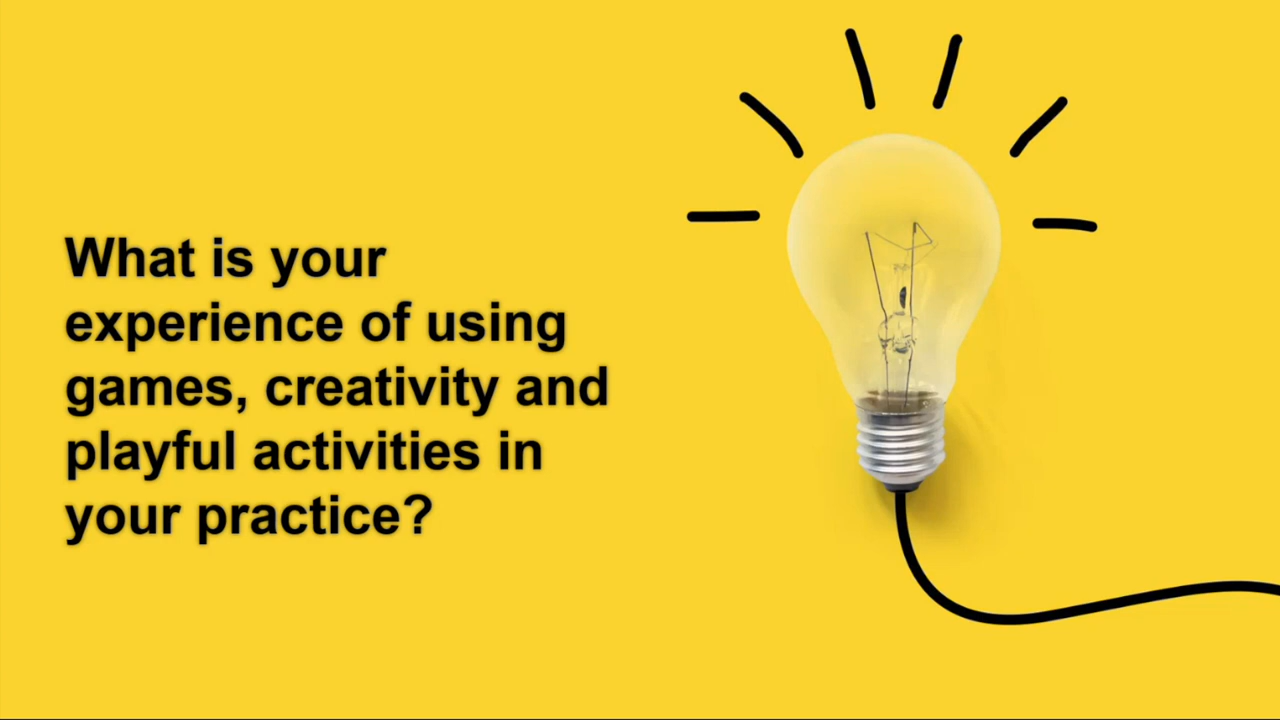 What is your
experience of using
games, creativity and
playful activities in
your practice?